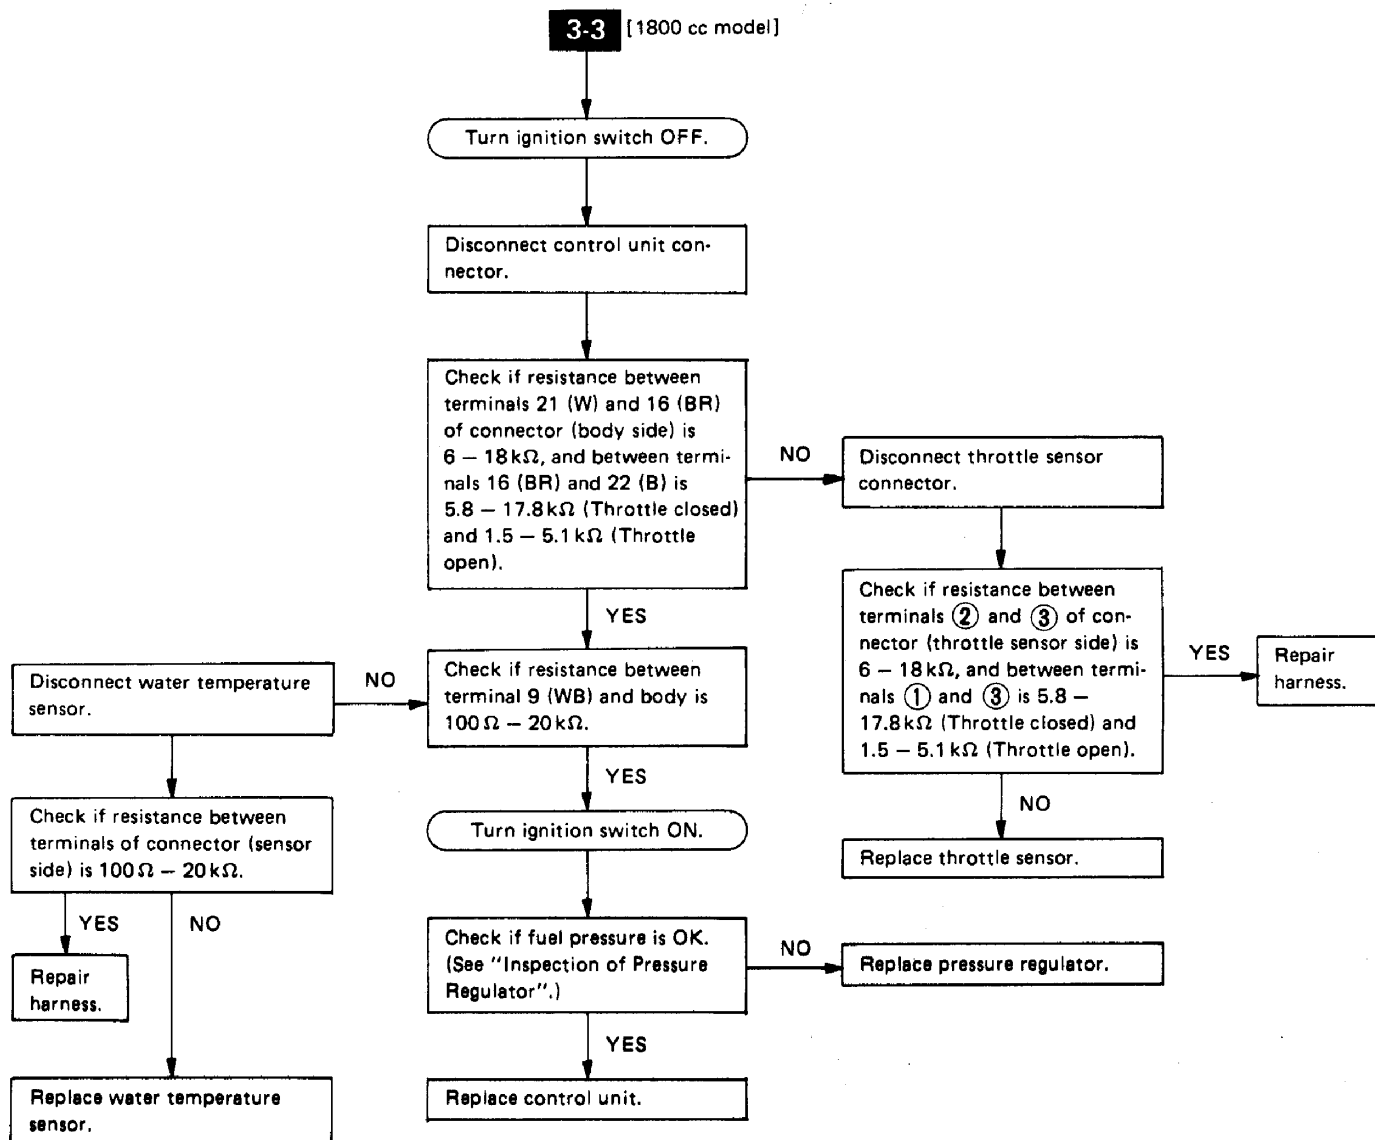 3-3 [1800 cc model]
Turn ignition switch OFF.
Disconnect control unit con-
nector.
Check if resistance between
terminals 21 (W) and 16 (BR)
of connector (body side) is
6 – 18 kΩ, and between termi-
nals 16 (BR) and 22 (B) is
5.8 – 17.8 kΩ (Throttle closed)
and 1.5 – 5.1 kΩ (Throttle
open).
NO
Disconnect throttle sensor
connector.
Check if resistance between
terminals ② and ③ of con-
nector (throttle sensor side) is
6 – 18 kΩ, and between termi-
nals ① and ③ is 5.8 –
17.8 kΩ (Throttle closed) and
1.5 – 5.1 kΩ (Throttle open).
YES
Repair
harness.
NO
Replace throttle sensor.
YES
Check if resistance between
terminal 9 (WB) and body is
100 Ω – 20 kΩ.
NO
Disconnect water temperature
sensor.
Check if resistance between
terminals of connector (sensor
side) is 100 Ω – 20 kΩ.
YES
NO
Repair
harness.
Replace water temperature
sensor.
YES
Turn ignition switch ON.
Check if fuel pressure is OK.
(See "Inspection of Pressure
Regulator".)
NO
Replace pressure regulator.
YES
Replace control unit.